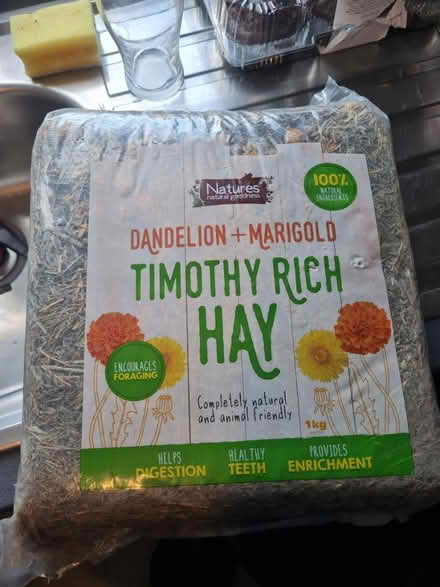 Natures
natural goodness
100%
NATURAL
INGREDIENTS
DANDELION + MARIGOLD
TIMOTHY RICH
HAY
ENCOURAGES
FORAGING
Completely natural
and animal friendly
1kg
HELPS
DIGESTION
HEALTHY
TEETH
PROVIDES
ENRICHMENT